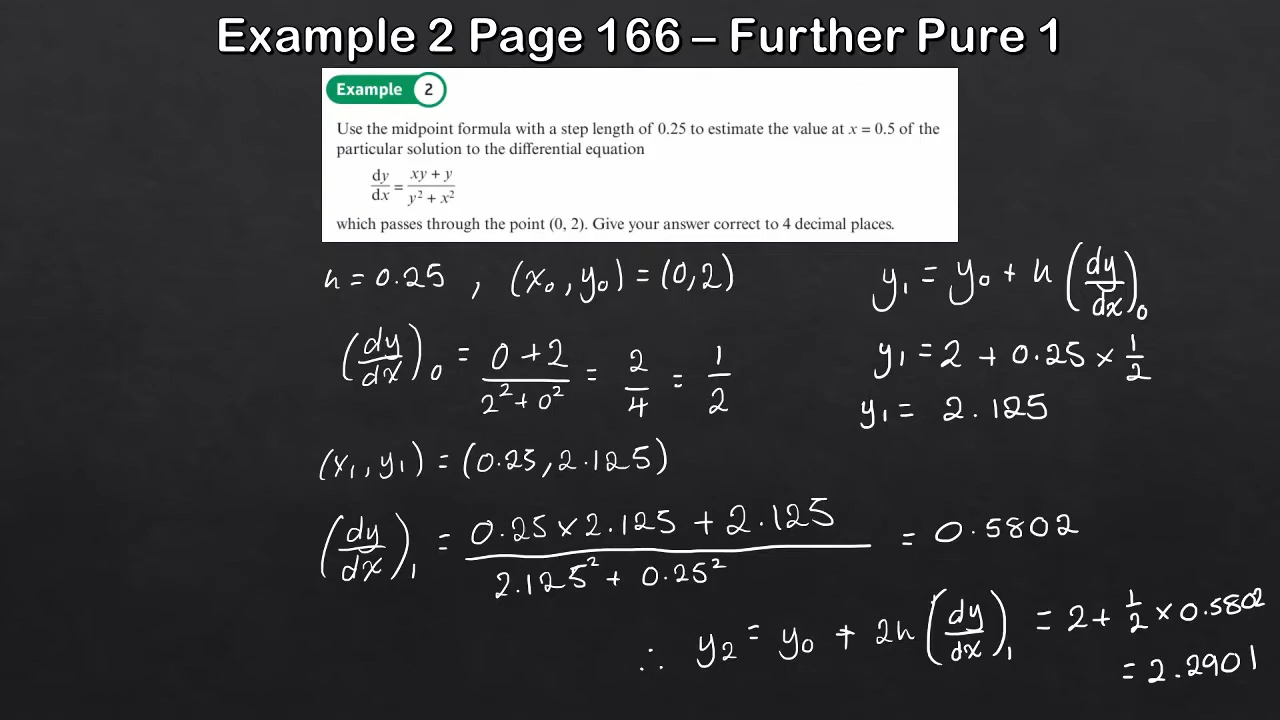 Example 2 Page 166 – Further Pure 1
Example 2
Use the midpoint formula with a step length of 0.25 to estimate the value at x = 0.5 of the
particular solution to the differential equation
dy/dx = (xy + y)/(y² + x²)
which passes through the point (0, 2). Give your answer correct to 4 decimal places.
h = 0.25 , (x₀, y₀) = (0, 2)
y₁ = y₀ + h (dy/dx)₀
(dy/dx)₀ = (0 + 2)/(2² + 0²) = 2/4 = 1/2
y₁ = 2 + 0.25 × 1/2
y₁ = 2.125
(x₁, y₁) = (0.25, 2.125)
(dy/dx)₁ = (0.25 × 2.125 + 2.125)/(2.125² + 0.25²) = 0.5802
∴ y₂ = y₀ + 2h (dy/dx)₁ = 2 + 1/2 × 0.5802
= 2.2901